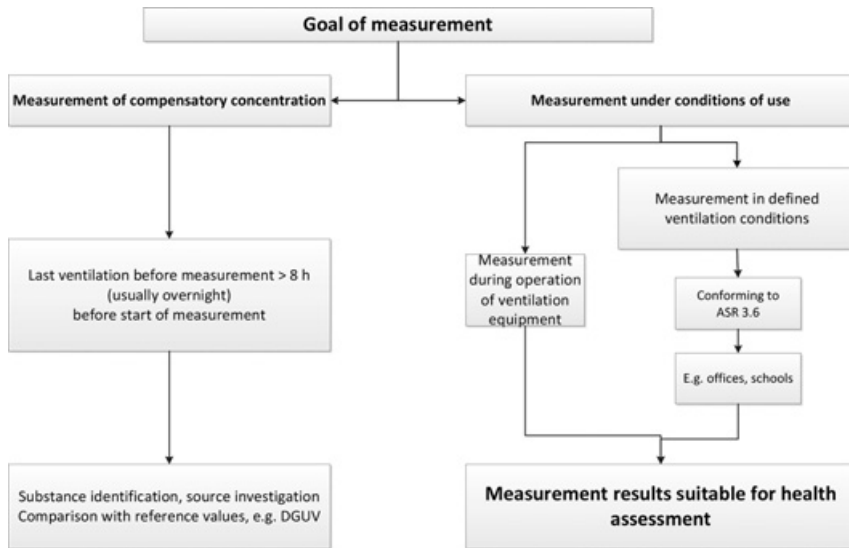 Goal of measurement
Measurement of compensatory concentration
Measurement under conditions of use
Last ventilation before measurement > 8 h
(usually overnight)
before start of measurement
Measurement
during operation
of ventilation
equipment
Measurement in defined
ventilation conditions
Conforming to
ASR 3.6
E.g. offices, schools
Substance identification, source investigation
Comparison with reference values, e.g. DGUV
Measurement results suitable for health
assessment